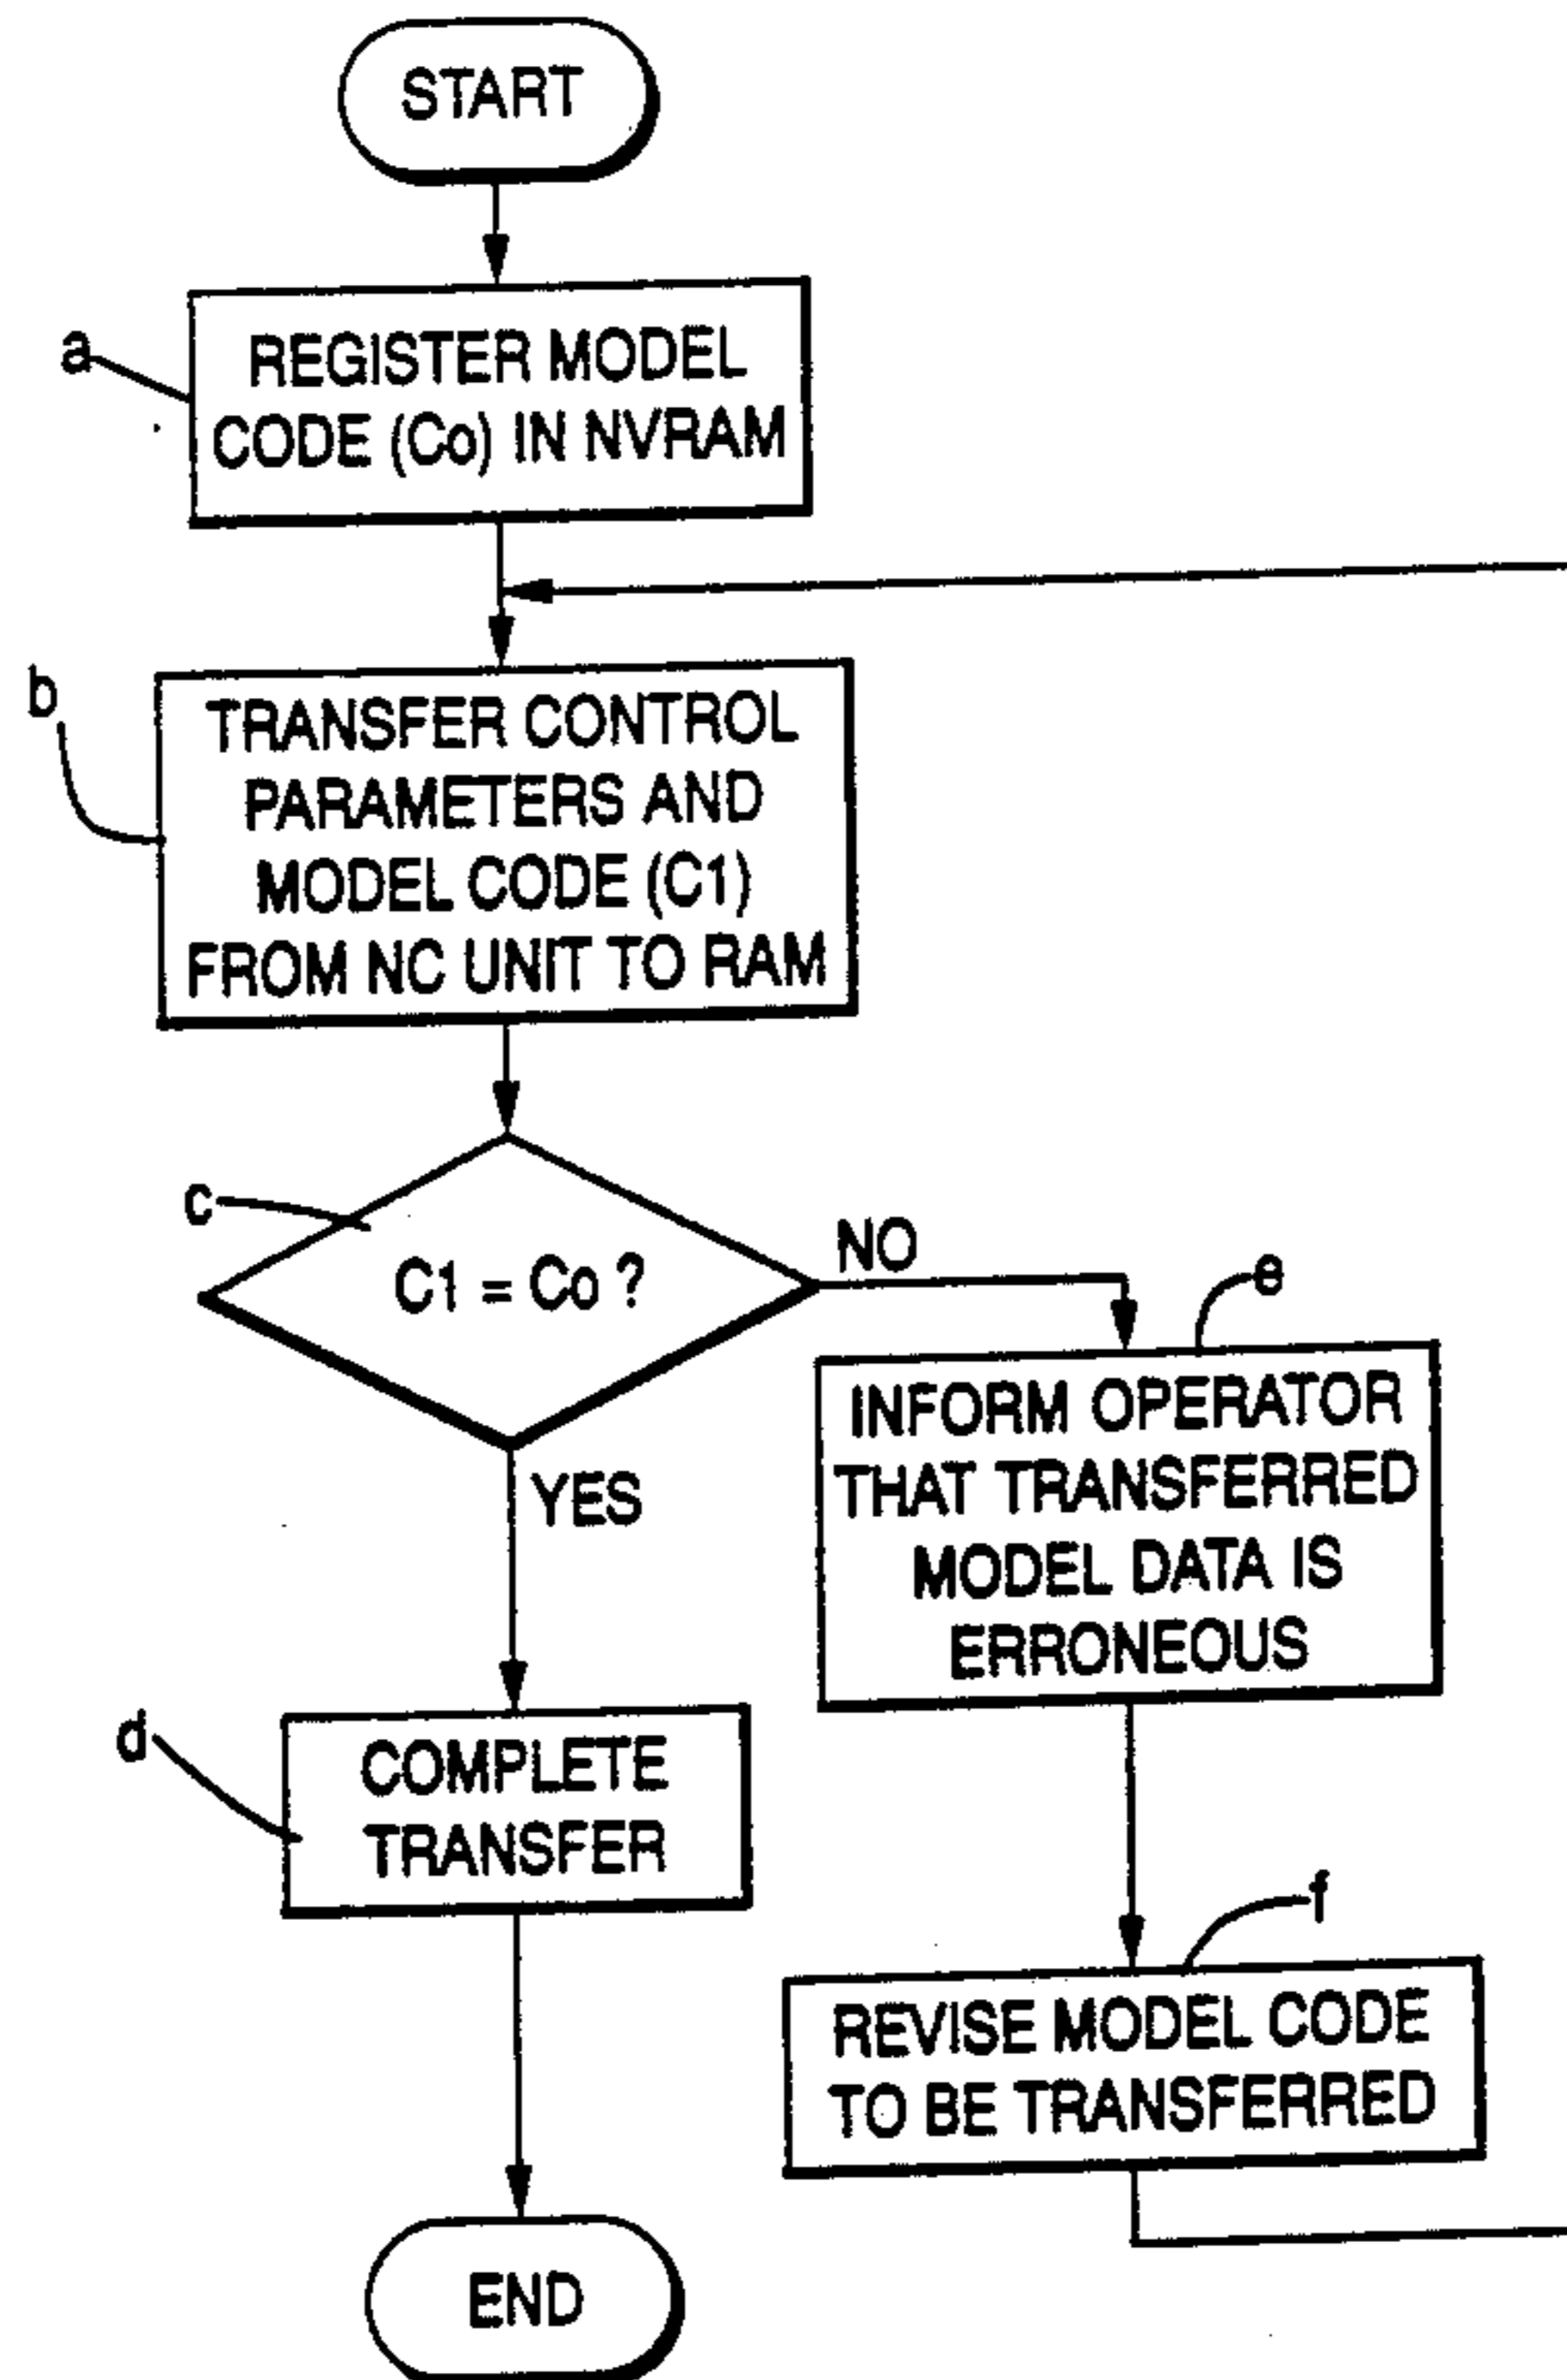 START
a
REGISTER MODEL
CODE (Co) IN NVRAM
b
TRANSFER CONTROL
PARAMETERS AND
MODEL CODE (C1)
FROM NC UNIT TO RAM
c
C1 = Co ?
NO
e
INFORM OPERATOR
THAT TRANSFERRED
MODEL DATA IS
ERRONEOUS
YES
d
COMPLETE
TRANSFER
f
REVISE MODEL CODE
TO BE TRANSFERRED
END